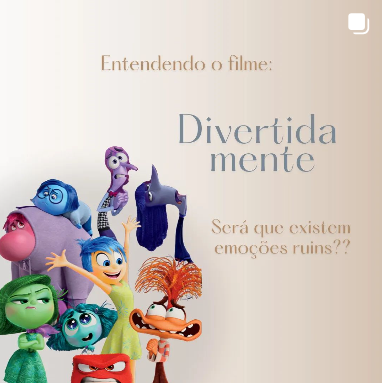 Entendendo o filme:
Divertida
mente
Será que existem
emoções ruins??